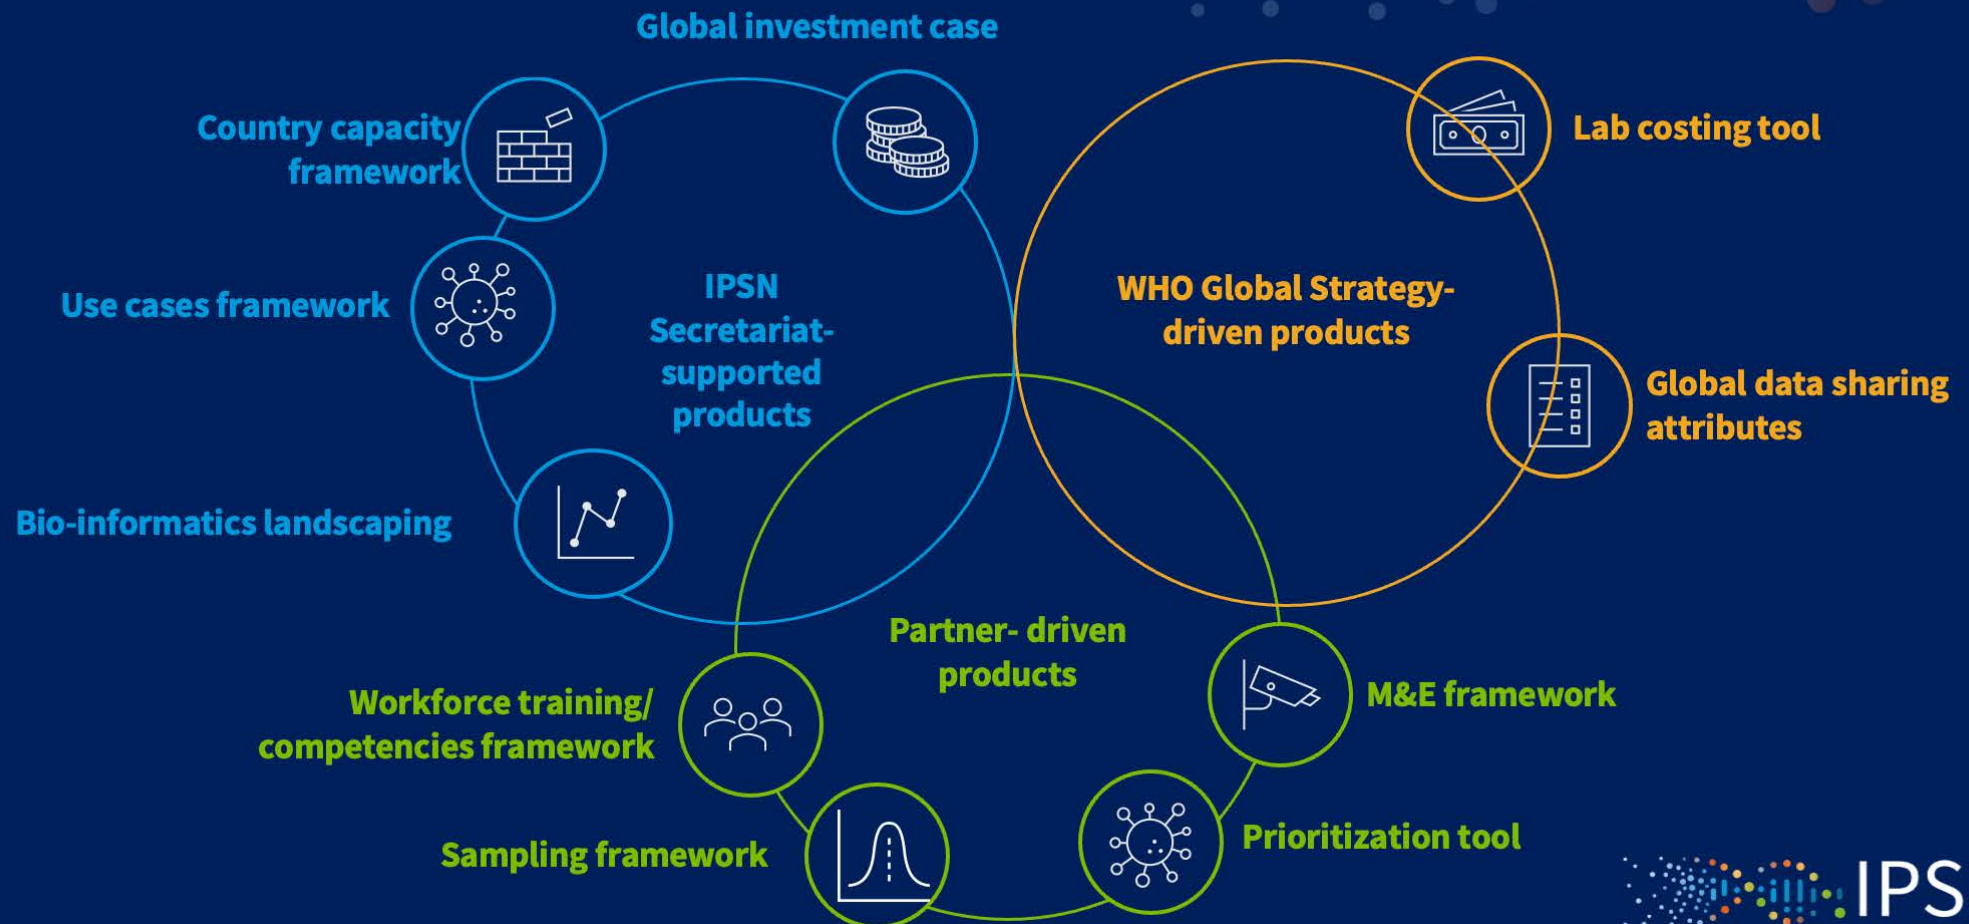 Global investment case
Country capacity
framework
Lab costing tool
Use cases framework
IPSN
Secretariat-
supported
products
WHO Global Strategy-
driven products
Global data sharing
attributes
Bio-informatics landscaping
Partner- driven
products
Workforce training/
competencies framework
M&E framework
Sampling framework
Prioritization tool
IPS